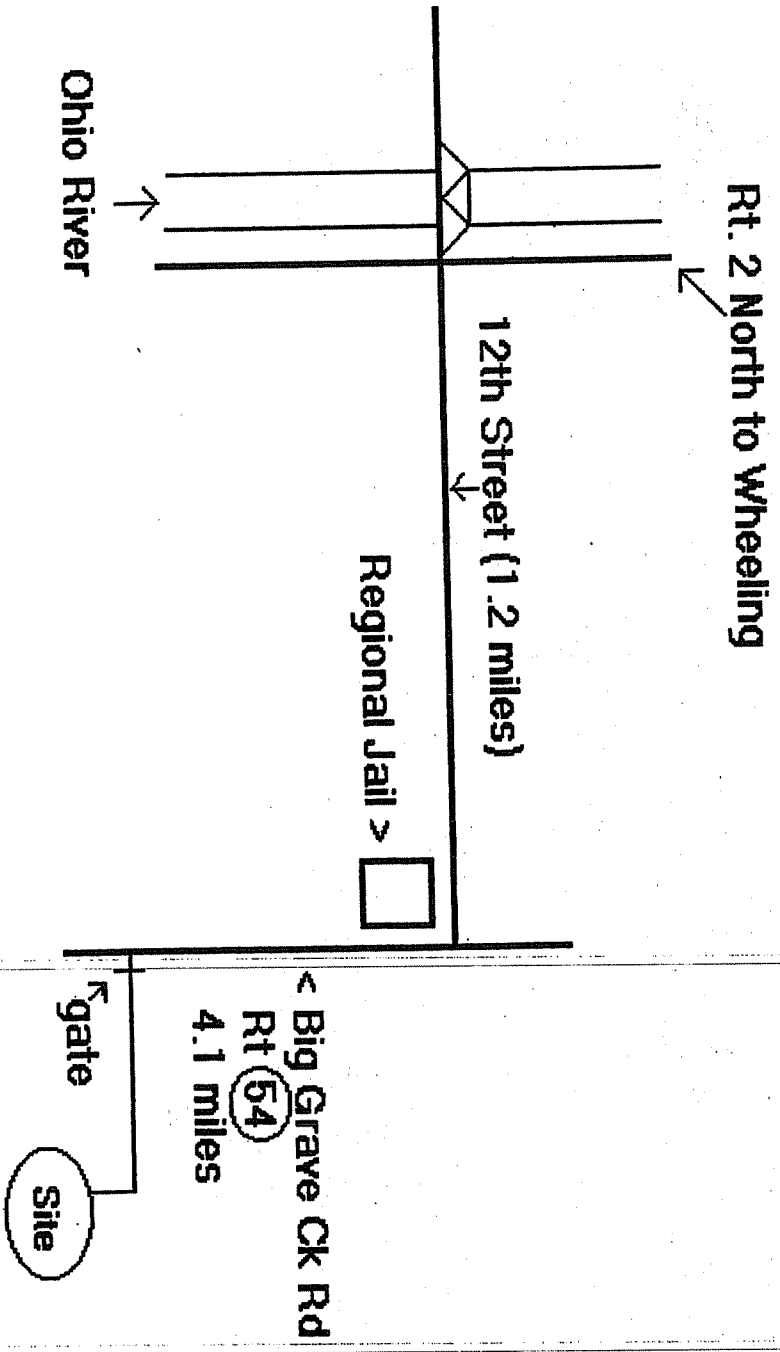 Rt. 2 North to Wheeling
12th Street (1.2 miles)
Regional Jail >
< Big Grave Ck Rd
Rt 54
4.1 miles
Ohio River
gate
Site